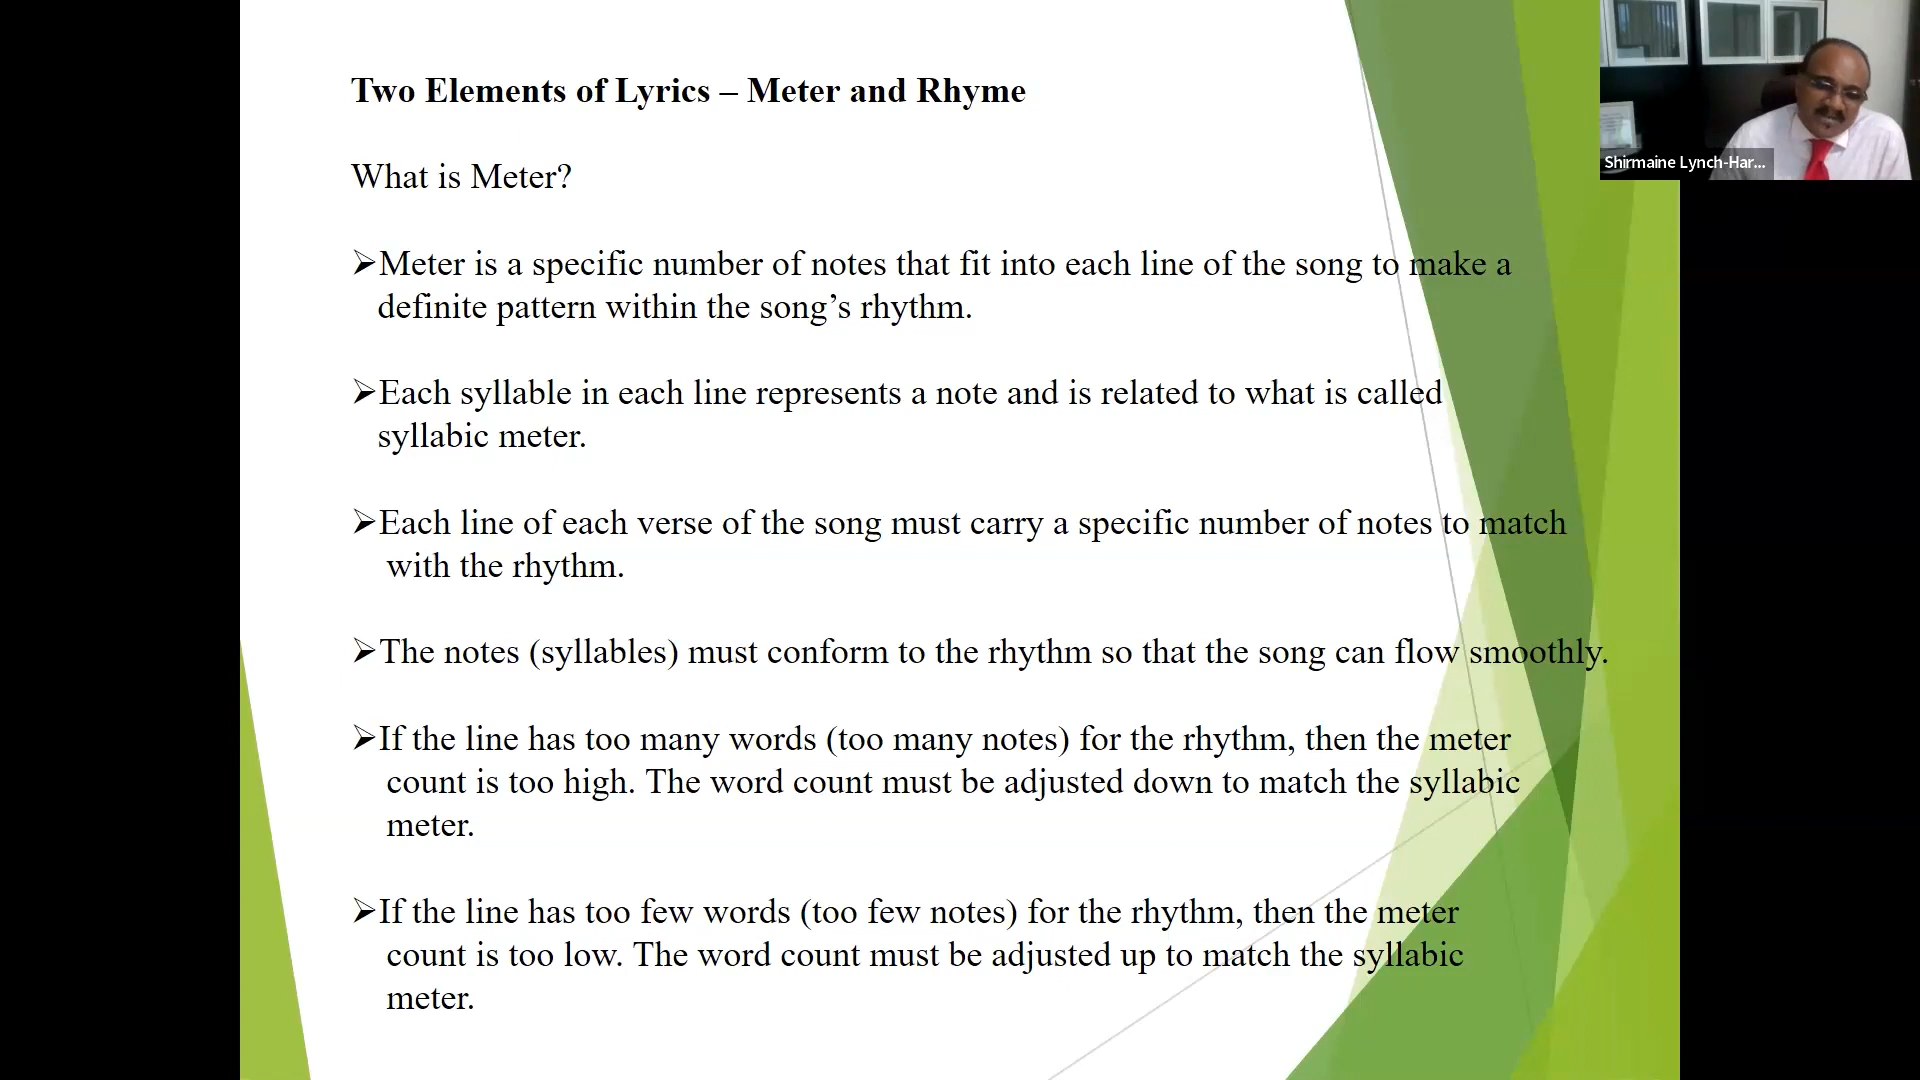 Two Elements of Lyrics – Meter and Rhyme
What is Meter?
➢Meter is a specific number of notes that fit into each line of the song to make a
definite pattern within the song’s rhythm.
➢Each syllable in each line represents a note and is related to what is called
syllabic meter.
➢Each line of each verse of the song must carry a specific number of notes to match
with the rhythm.
➢The notes (syllables) must conform to the rhythm so that the song can flow smoothly.
➢If the line has too many words (too many notes) for the rhythm, then the meter
count is too high. The word count must be adjusted down to match the syllabic
meter.
➢If the line has too few words (too few notes) for the rhythm, then the meter
count is too low. The word count must be adjusted up to match the syllabic
meter.
Shirmaine Lynch-Har...